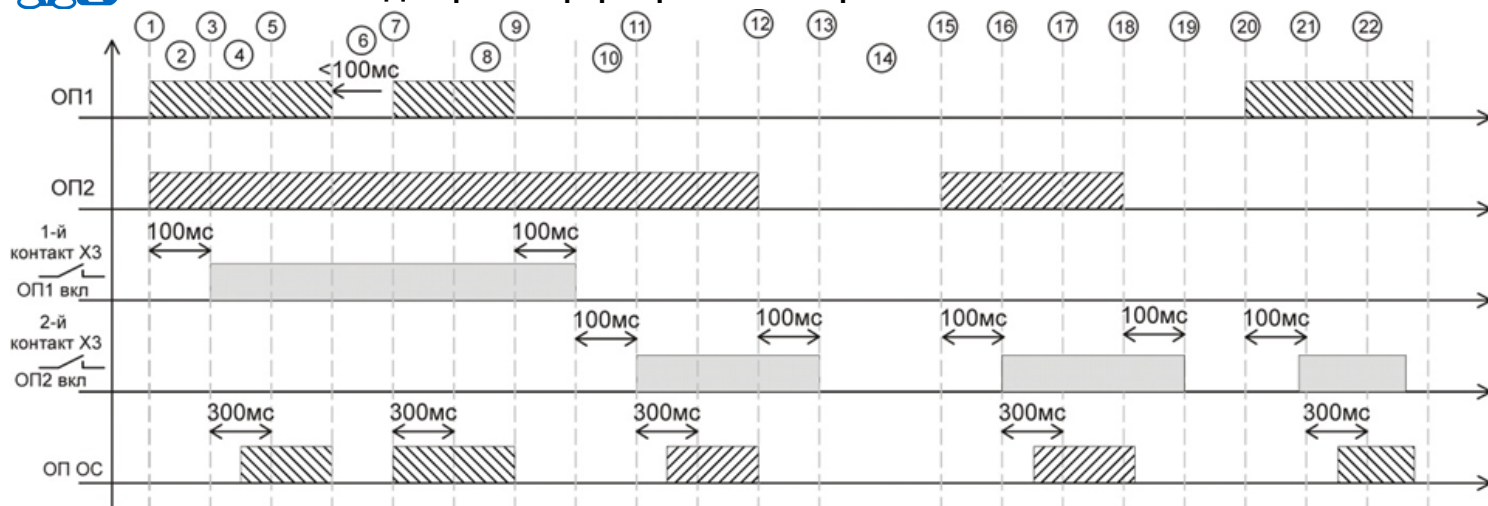 1 3 5 7 9 11 12 13 15 16 17 18 19 20 21 22
2 4 6 8 10 14
<100мс
ОП1
ОП2
1-й
контакт Х3
ОП1 вкл
100мс 100мс
2-й
контакт Х3
ОП2 вкл
100мс 100мс 100мс 100мс 100мс
300мс 300мс 300мс 300мс 300мс
ОП ОС